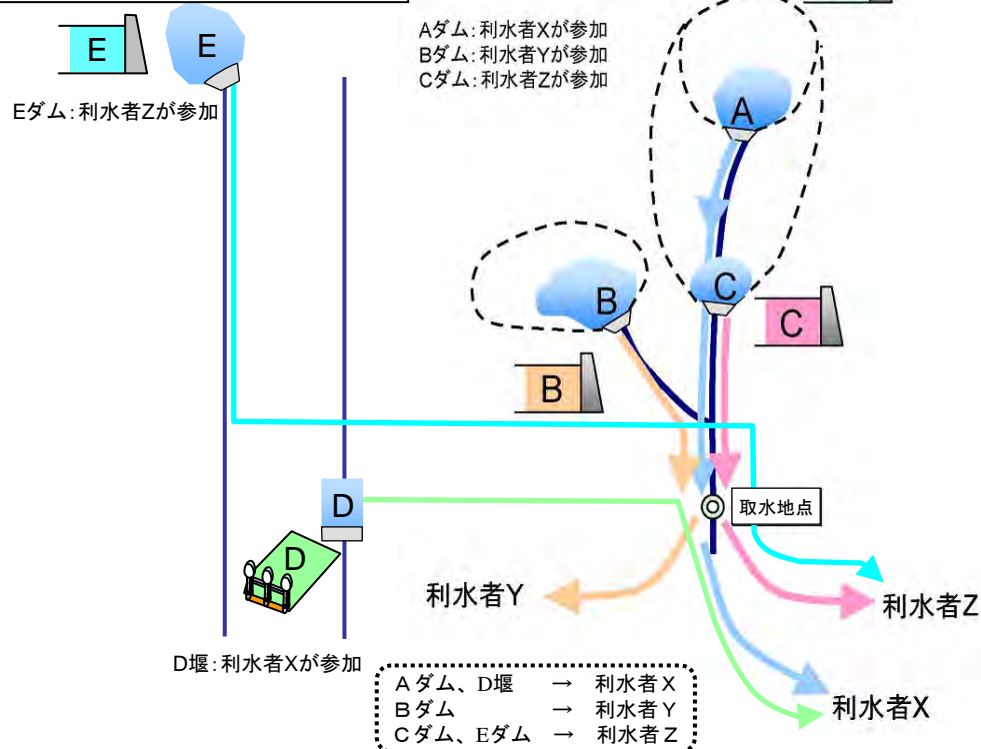 Aダム:利水者Xが参加
Bダム:利水者Yが参加
Cダム:利水者Zが参加
E
E
Eダム:利水者Zが参加
A
B
C
C
B
D
取水地点
D
利水者Y
利水者Z
D堰:利水者Xが参加
利水者X
Aダム、D堰 → 利水者X
Bダム → 利水者Y
Cダム、Eダム → 利水者Z